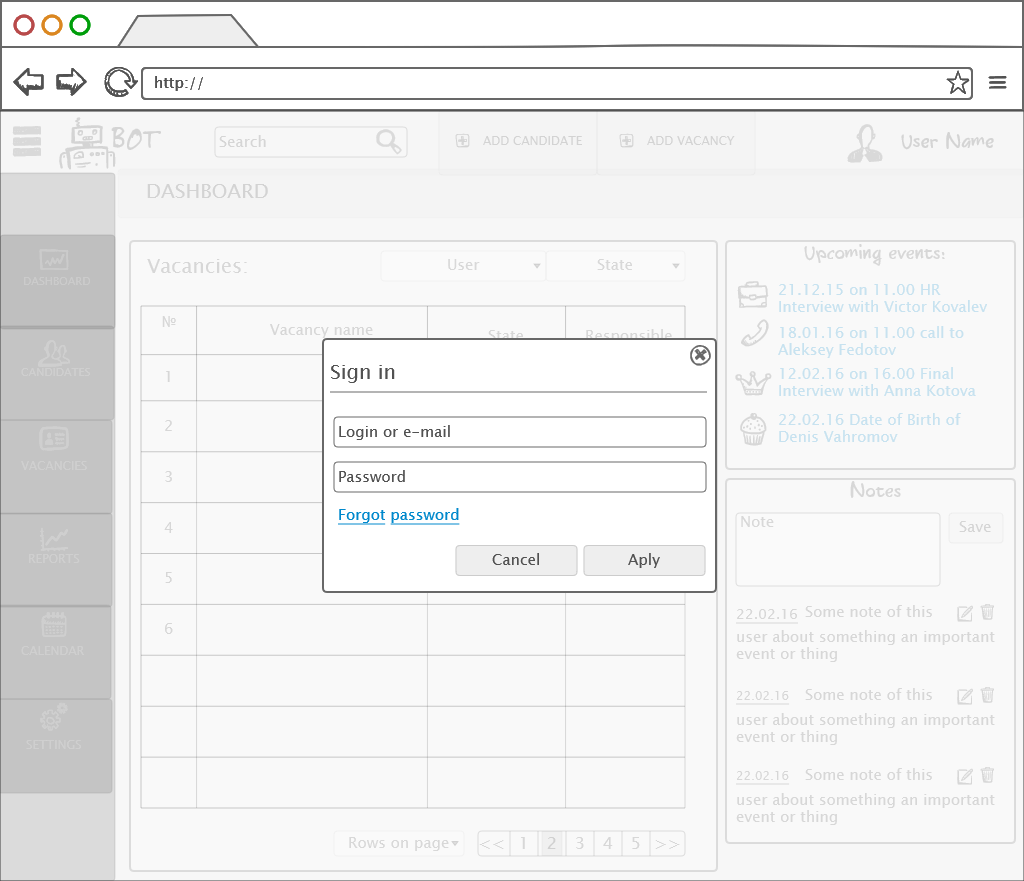 http://
BOT
Search
ADD CANDIDATE
ADD VACANCY
User Name
DASHBOARD
DASHBOARD
CANDIDATES
VACANCIES
REPORTS
CALENDAR
SETTINGS
Vacancies:
User
State
№
Vacancy name
State
Responsible
1
2
3
4
5
6
Rows on page
<<
1
2
3
4
5
>>
Sign in
Login or e-mail
Password
Forgot password
Cancel
Aply
Upcoming events:
21.12.15 on 11.00 HR
Interview with Victor Kovalev
18.01.16 on 11.00 call to
Aleksey Fedotov
12.02.16 on 16.00 Final
Interview with Anna Kotova
22.02.16 Date of Birth of
Denis Vahromov
Notes
Note
Save
22.02.16 Some note of this
user about something an important
event or thing
22.02.16 Some note of this
user about something an important
event or thing
22.02.16 Some note of this
user about something an important
event or thing